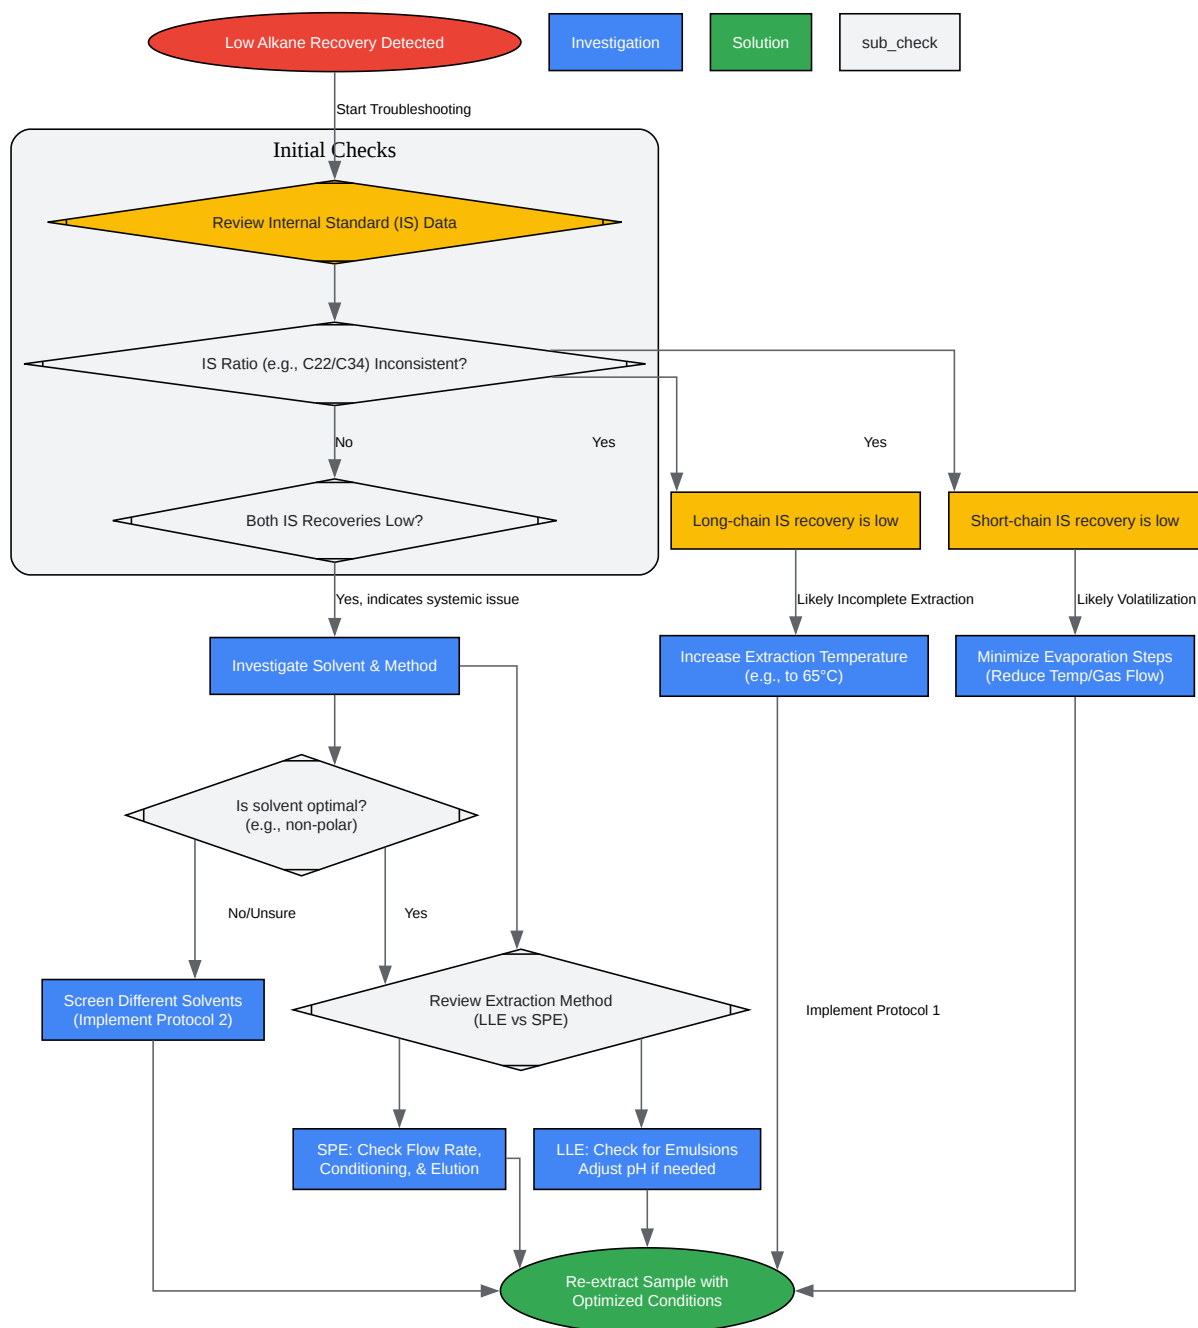 Low Alkane Recovery Detected
Investigation
Solution
sub_check
Start Troubleshooting
Initial Checks
Review Internal Standard (IS) Data
IS Ratio (e.g., C22/C34) Inconsistent?
No
Yes
Yes
Both IS Recoveries Low?
Long-chain IS recovery is low
Short-chain IS recovery is low
Yes, indicates systemic issue
Likely Incomplete Extraction
Likely Volatilization
Investigate Solvent & Method
Increase Extraction Temperature
(e.g., to 65°C)
Minimize Evaporation Steps
(Reduce Temp/Gas Flow)
Is solvent optimal?
(e.g., non-polar)
No/Unsure
Yes
Screen Different Solvents
(Implement Protocol 2)
Review Extraction Method
(LLE vs SPE)
Implement Protocol 1
SPE: Check Flow Rate,
Conditioning, & Elution
LLE: Check for Emulsions
Adjust pH if needed
Re-extract Sample with
Optimized Conditions